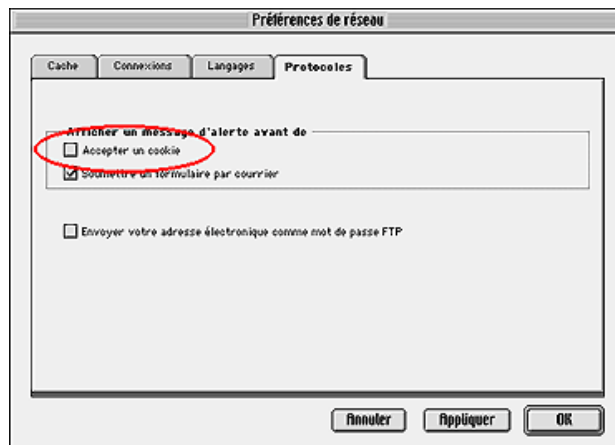 Préférences de réseau
Cache Connexions Langages Protocoles
Afficher un message d'alerte avant de
Accepter un cookie
Soumettre un formulaire par courrier
Envoyer votre adresse électronique comme mot de passe FTP
Annuler Appliquer OK